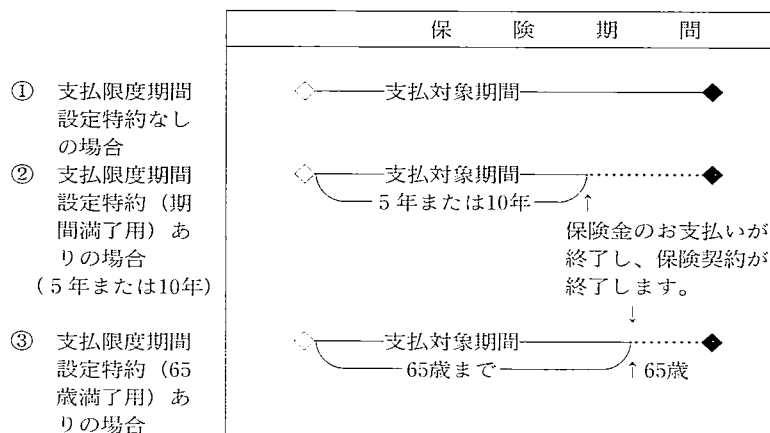 保険期間
① 支払限度期間
設定特約なし
の場合
◇支払対象期間◆
② 支払限度期間
設定特約（期
間満了用）あ
りの場合
（5年または10年）
◇支払対象期間◆
5年または10年
↑
保険金のお支払いが
終了し、保険契約が
終了します。
↓
③ 支払限度期間
設定特約（65
歳満了用）あ
りの場合
◇支払対象期間◆
65歳まで
↑65歳